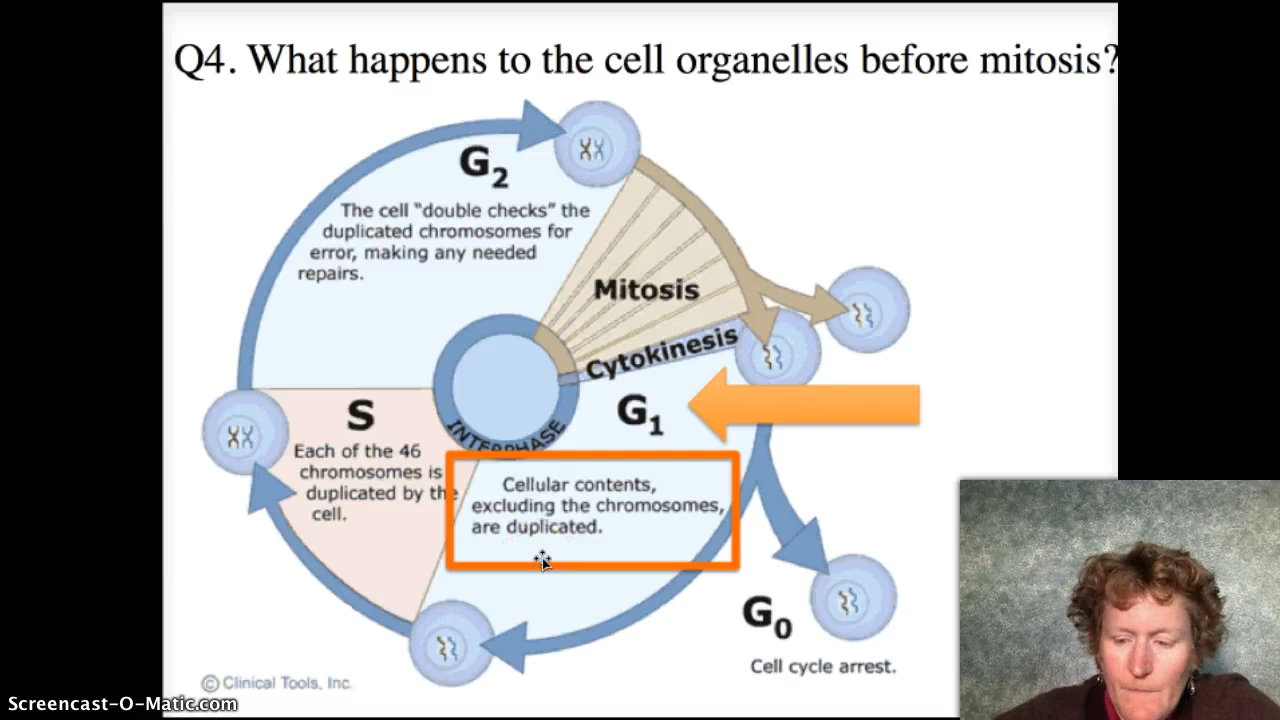 Q4. What happens to the cell organelles before mitosis?
G2
The cell “double checks” the
duplicated chromosomes for
error, making any needed
repairs.
Mitosis
Cytokinesis
G1
S
INTERPHASE
Each of the 46
chromosomes is
duplicated by the
cell.
Cellular contents,
excluding the chromosomes,
are duplicated.
G0
Cell cycle arrest.
© Clinical Tools, Inc.
Screencast-O-Matic.com